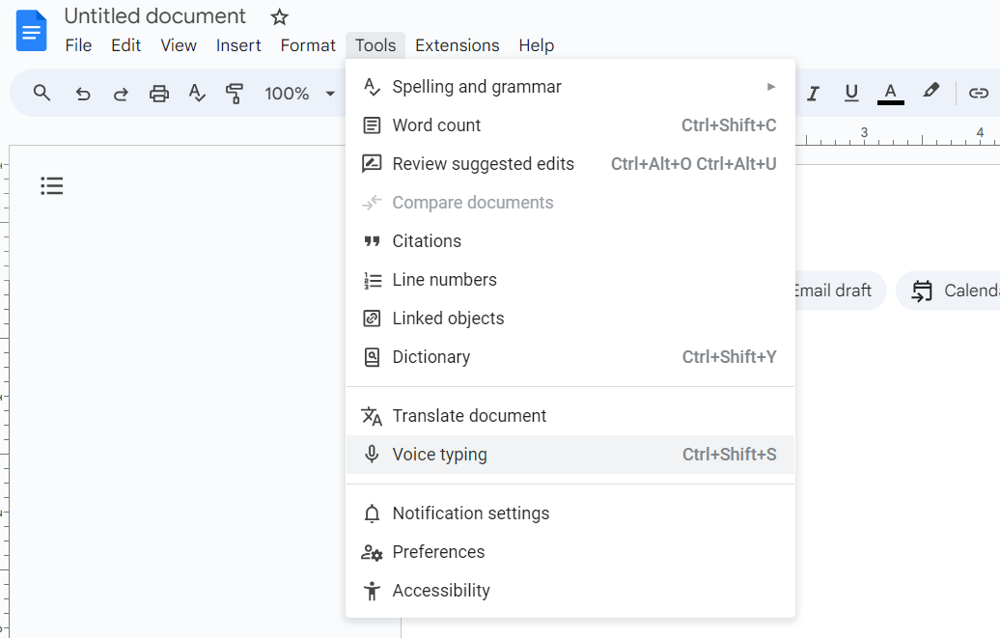 Untitled document
File Edit View Insert Format Tools Extensions Help
100%
Spelling and grammar
Word count Ctrl+Shift+C
Review suggested edits Ctrl+Alt+O Ctrl+Alt+U
Compare documents
Citations
Line numbers
Linked objects
Dictionary Ctrl+Shift+Y
Translate document
Voice typing Ctrl+Shift+S
Notification settings
Preferences
Accessibility
A
3 4
Email draft Calenda